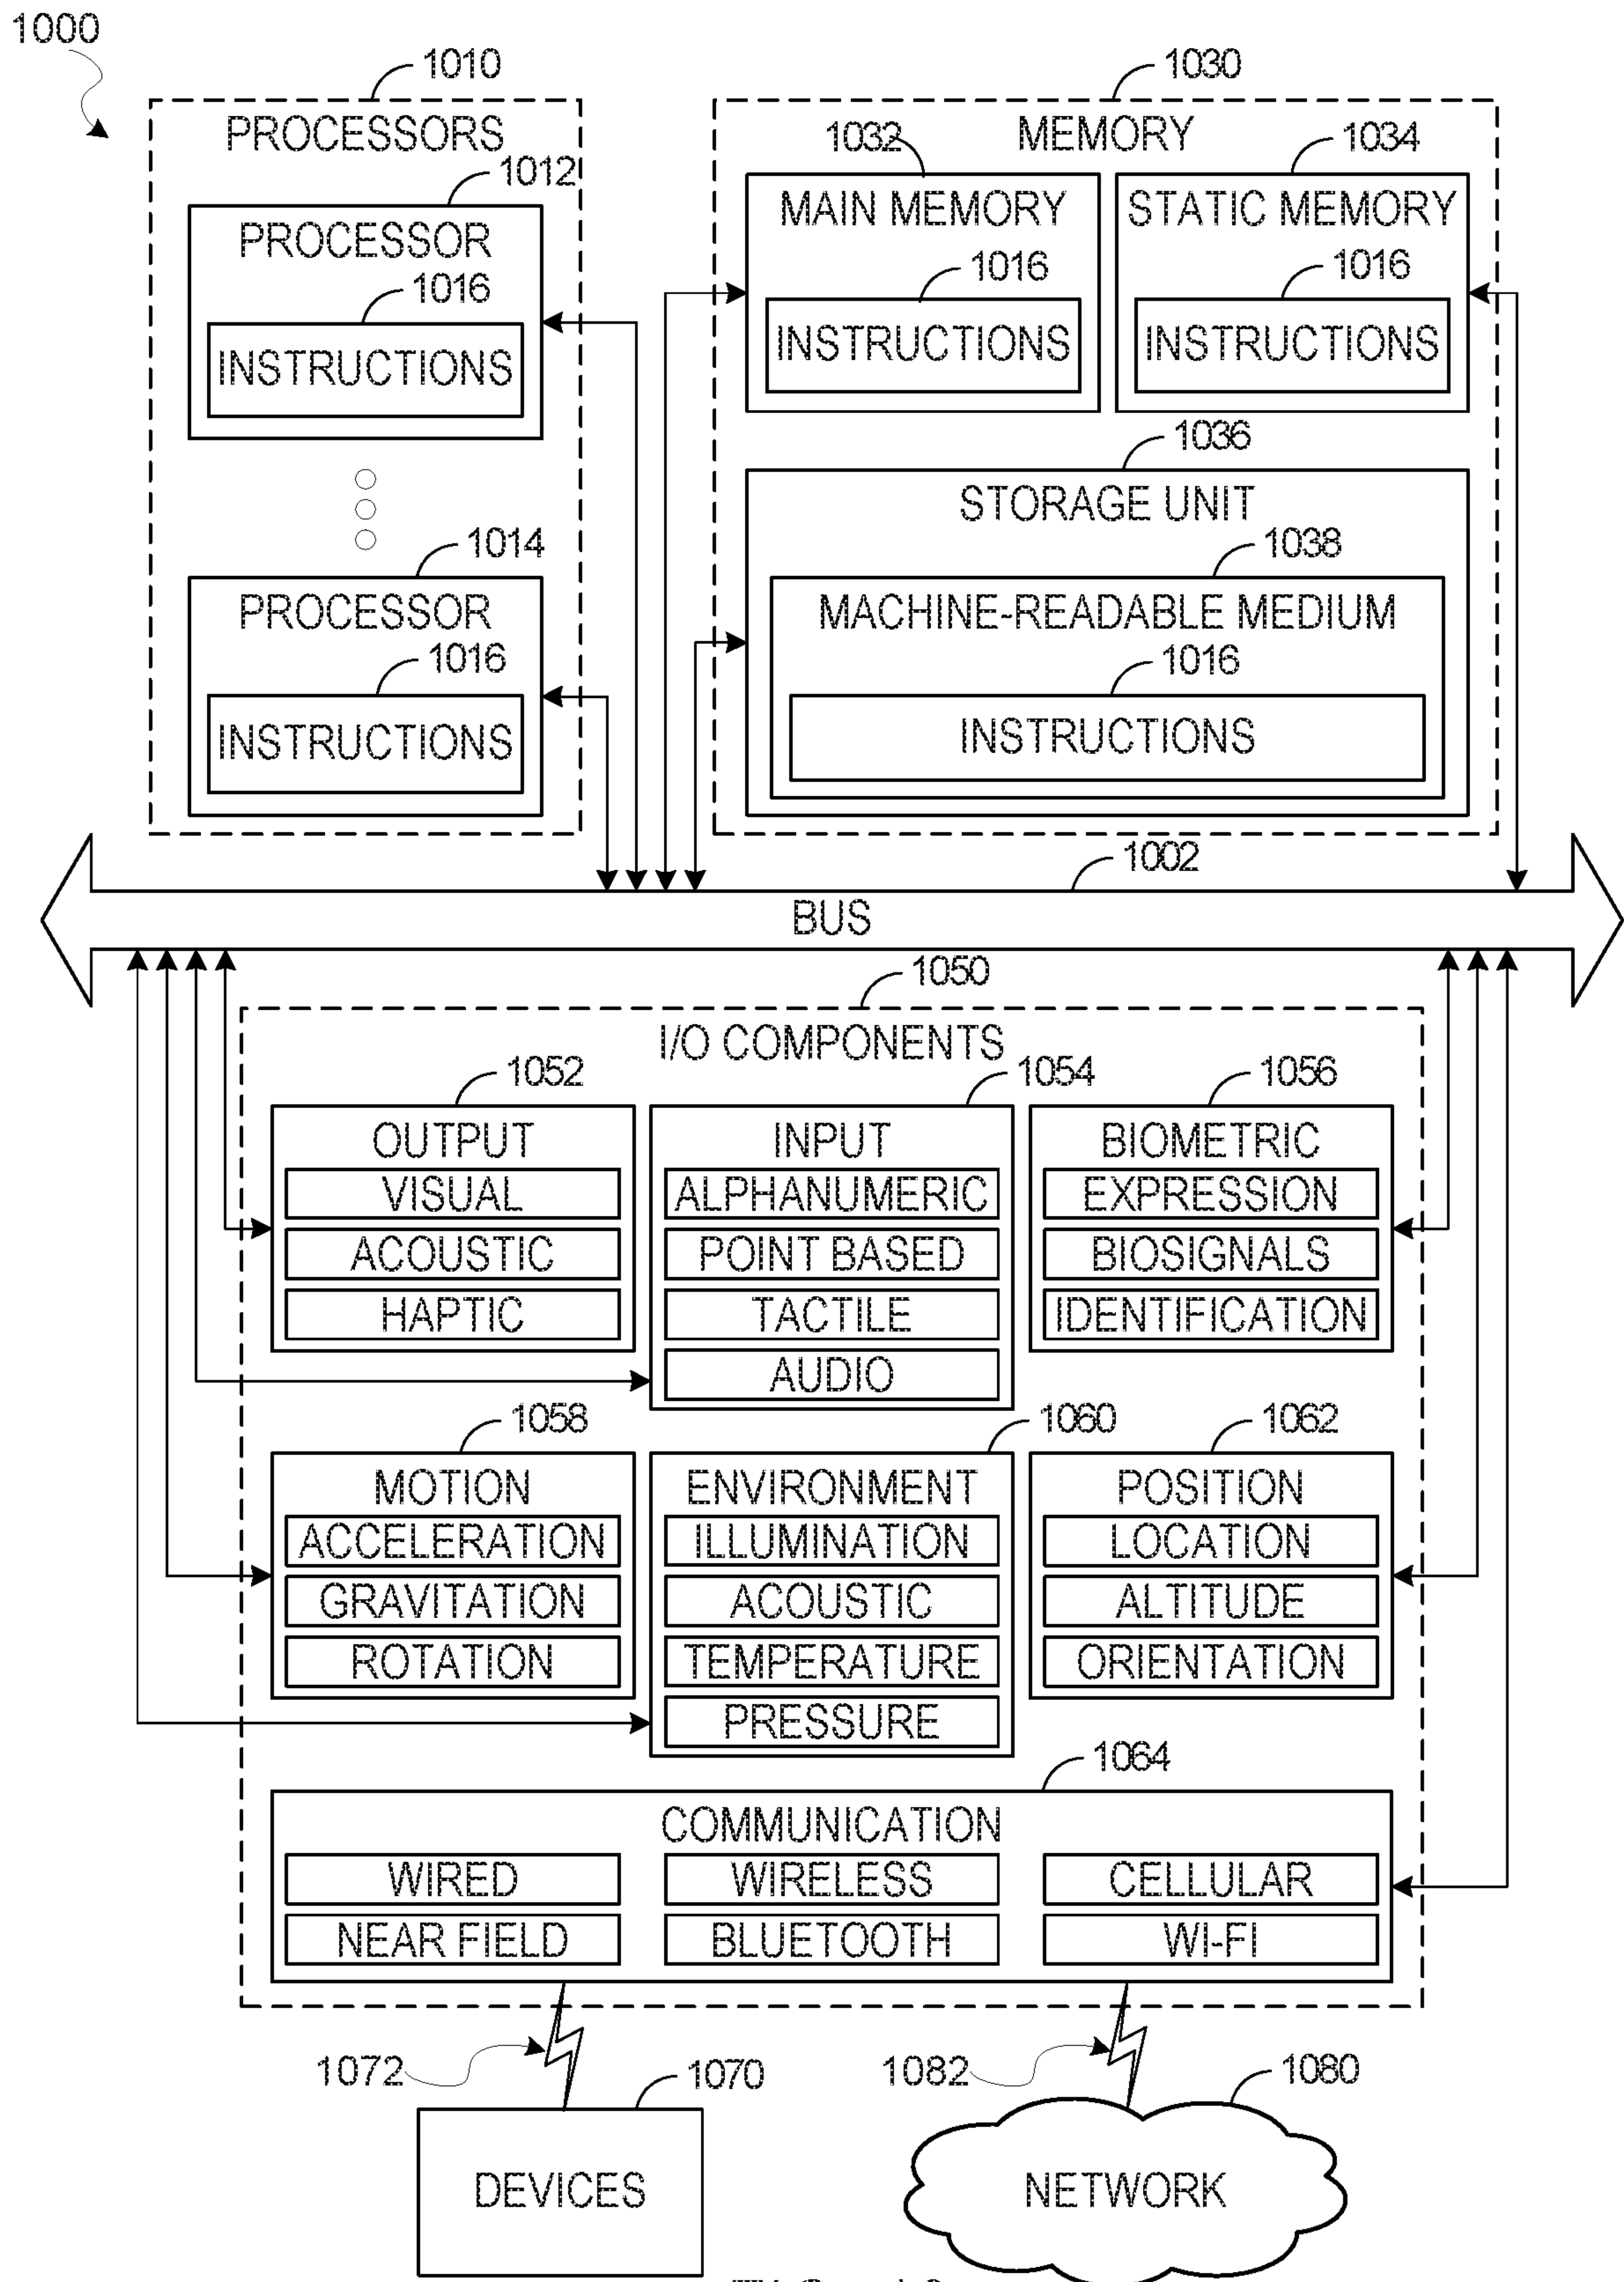 1000
1010
PROCESSORS
1012
PROCESSOR
1016
INSTRUCTIONS
1014
PROCESSOR
1016
INSTRUCTIONS
1030
MEMORY
1032
MAIN MEMORY
1016
INSTRUCTIONS
1034
STATIC MEMORY
1016
INSTRUCTIONS
1036
STORAGE UNIT
1038
MACHINE-READABLE MEDIUM
1016
INSTRUCTIONS
1002
BUS
1050
I/O COMPONENTS
1052
OUTPUT
VISUAL
ACOUSTIC
HAPTIC
1054
INPUT
ALPHANUMERIC
POINT BASED
TACTILE
AUDIO
1056
BIOMETRIC
EXPRESSION
BIOSIGNALS
IDENTIFICATION
1058
MOTION
ACCELERATION
GRAVITATION
ROTATION
1060
ENVIRONMENT
ILLUMINATION
ACOUSTIC
TEMPERATURE
PRESSURE
1062
POSITION
LOCATION
ALTITUDE
ORIENTATION
1064
COMMUNICATION
WIRED
WIRELESS
CELLULAR
NEAR FIELD
BLUETOOTH
WI-FI
1072
1070
DEVICES
1082
1080
NETWORK